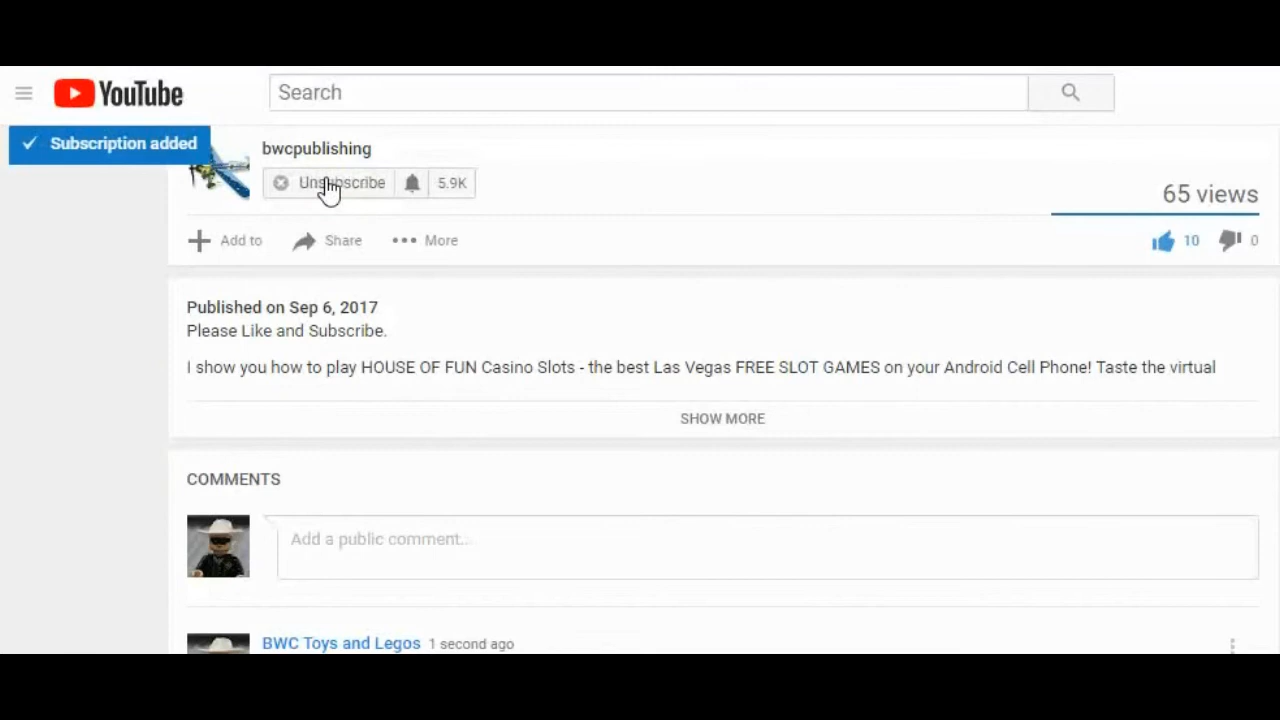 YouTube
Search
Subscription added
bwcpublishing
Unsubscribe 5.9K
65 views
Add to Share More
10 0
Published on Sep 6, 2017
Please Like and Subscribe.
I show you how to play HOUSE OF FUN Casino Slots - the best Las Vegas FREE SLOT GAMES on your Android Cell Phone! Taste the virtual
SHOW MORE
COMMENTS
Add a public comment...
BWC Toys and Legos 1 second ago